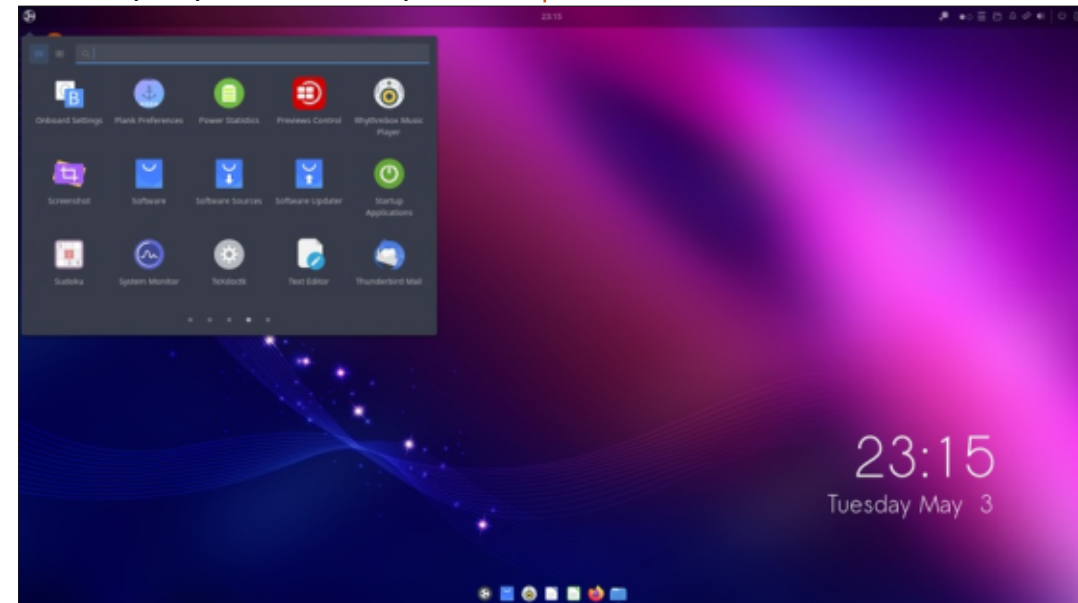 23:15
Onboard Settings
Plank Preferences
Power Statistics
Previews Control
Rhythmbox Music
Player
Screenshot
Software
Software Sources
Software Updater
Startup
Applications
Sudoku
System Monitor
TeXdoctk
Text Editor
Thunderbird Mail
23:15
Tuesday May 3